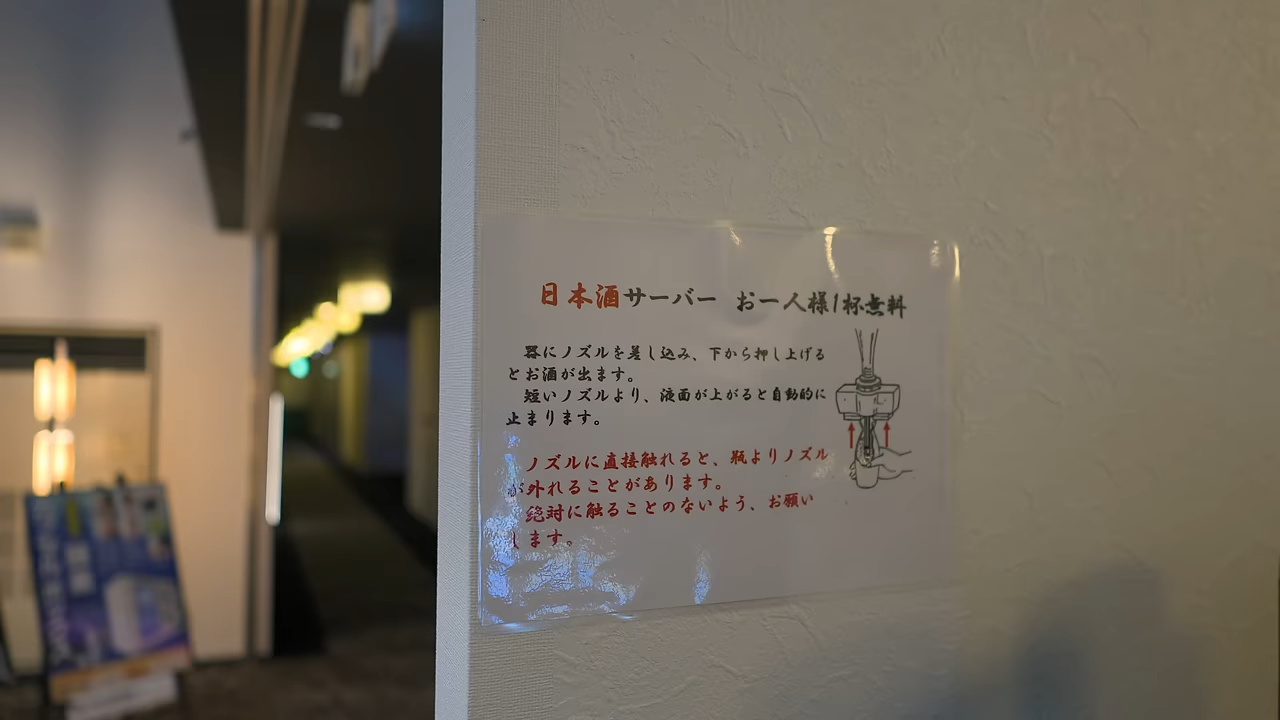 日本酒サーバー お一人様1杯無料
器にノズルを差し込み、下から押し上げる
とお酒が出ます。
短いノズルより、液面が上がると自動的に
止まります。
ノズルに直接触れると、瓶よりノズル
が外れることがあります。
絶対に触ることのないよう、お願い
します。